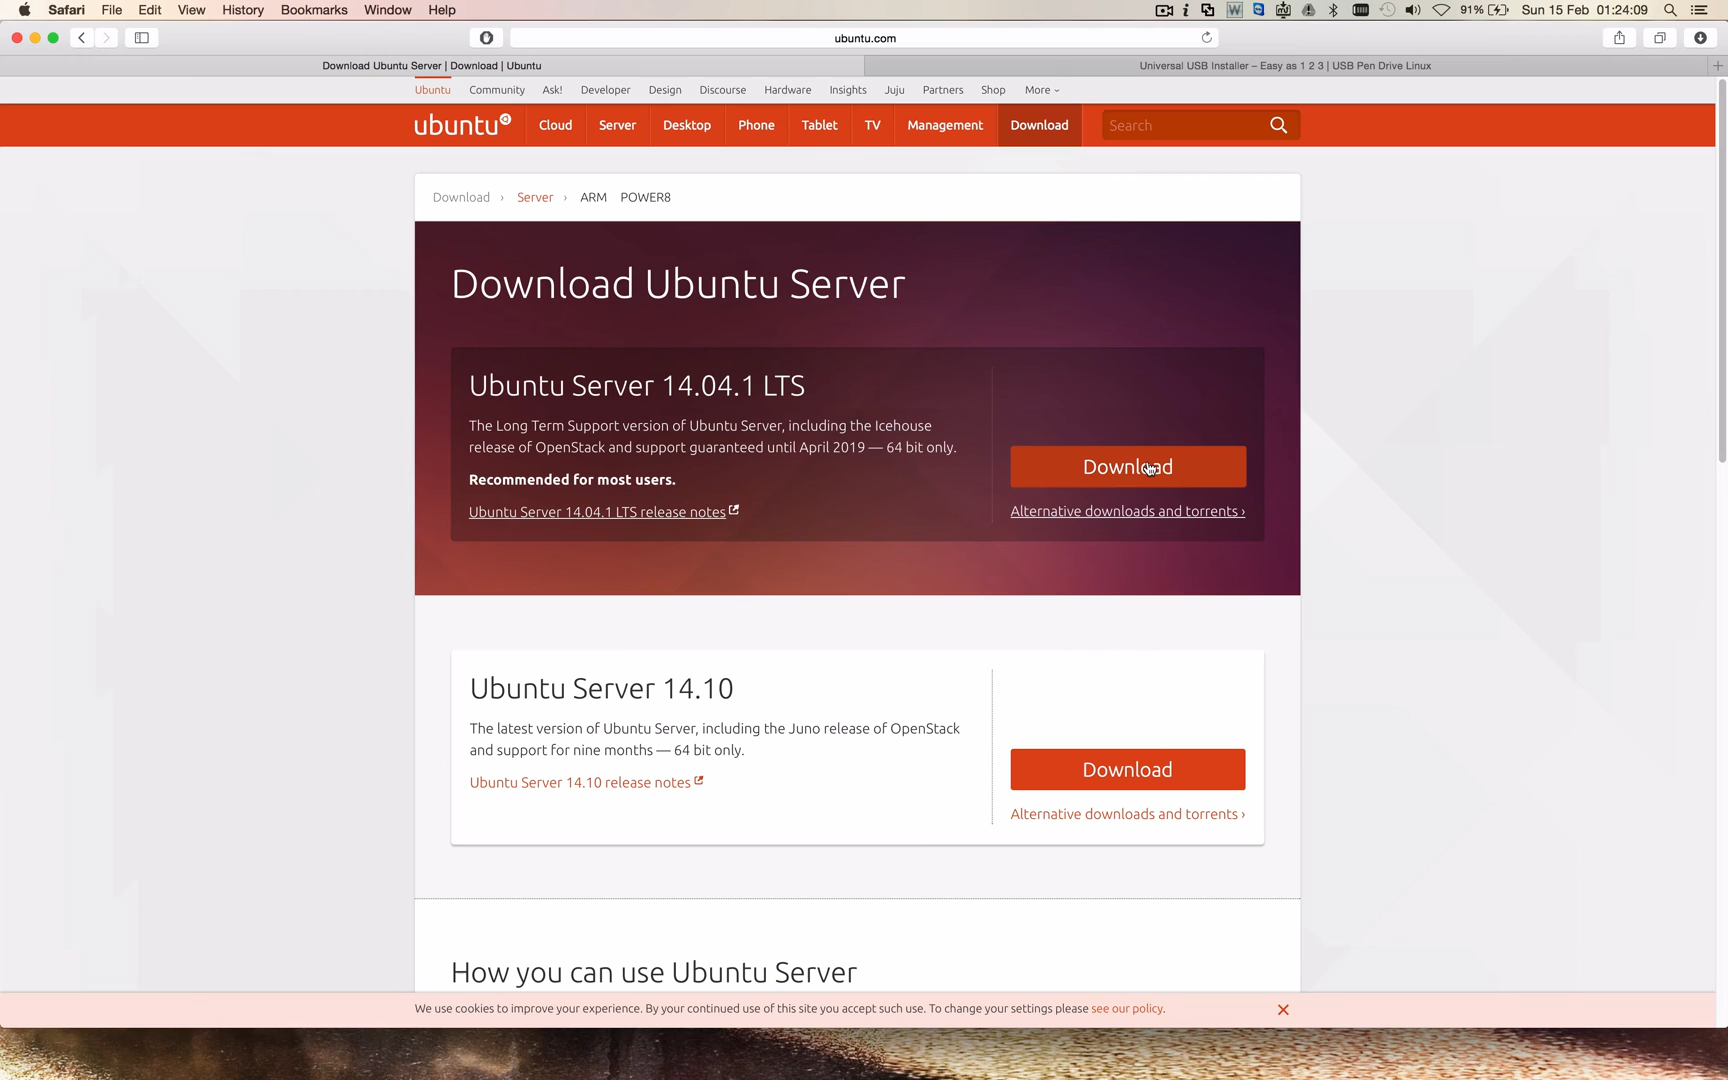 Safari File Edit View History Bookmarks Window Help 91% Sun 15 Feb 01:24:09
ubuntu.com
Download Ubuntu Server | Download | Ubuntu
Universal USB Installer – Easy as 1 2 3 | USB Pen Drive Linux
Ubuntu Community Ask! Developer Design Discourse Hardware Insights Juju Partners Shop More
ubuntu Cloud Server Desktop Phone Tablet TV Management Download Search
Download › Server › ARM POWER8
Download Ubuntu Server
Ubuntu Server 14.04.1 LTS
The Long Term Support version of Ubuntu Server, including the Icehouse
release of OpenStack and support guaranteed until April 2019 — 64 bit only.
Recommended for most users.
Ubuntu Server 14.04.1 LTS release notes
Download
Alternative downloads and torrents ›
Ubuntu Server 14.10
The latest version of Ubuntu Server, including the Juno release of OpenStack
and support for nine months — 64 bit only.
Ubuntu Server 14.10 release notes
Download
Alternative downloads and torrents ›
How you can use Ubuntu Server
We use cookies to improve your experience. By your continued use of this site you accept such use. To change your settings please see our policy.